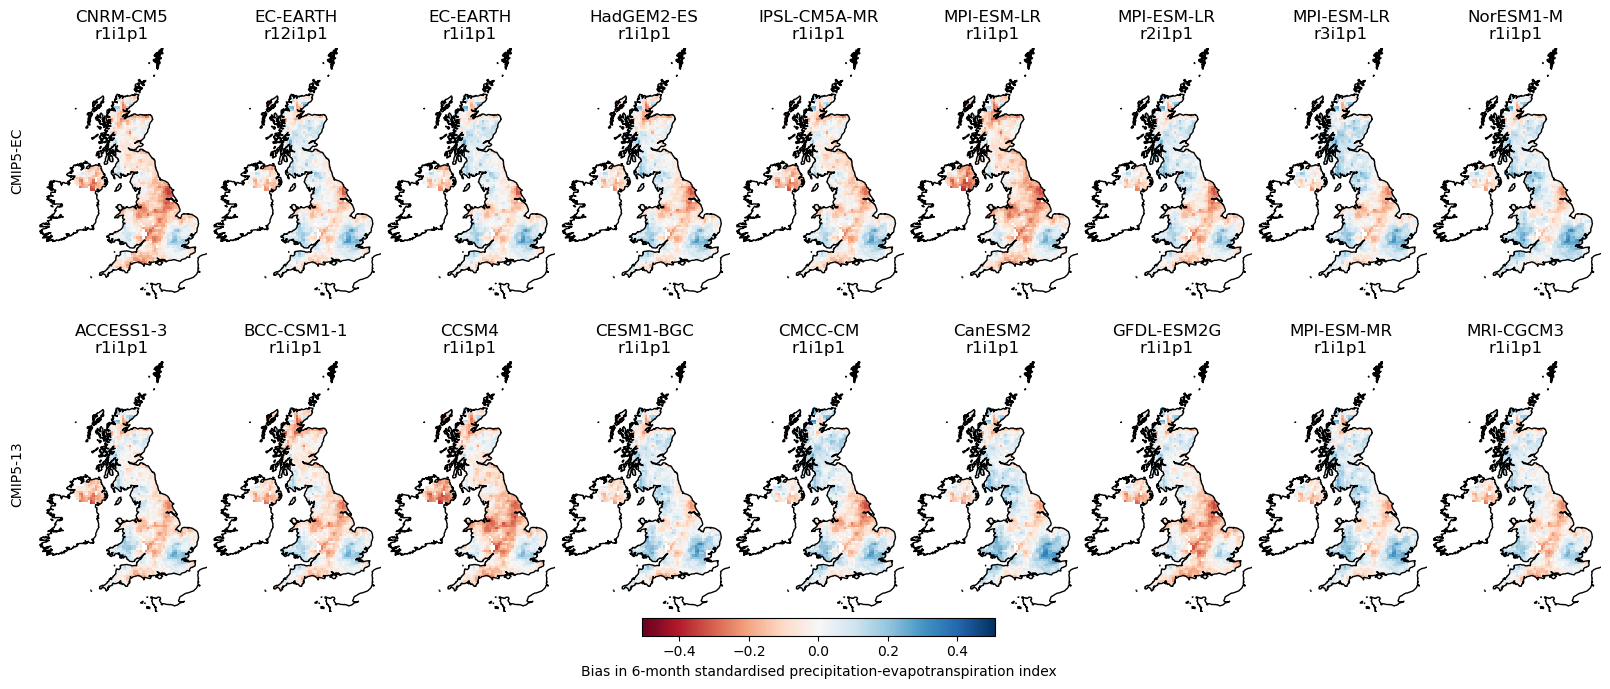 CNRM-CM5
r1i1p1
EC-EARTH
r12i1p1
EC-EARTH
r1i1p1
HadGEM2-ES
r1i1p1
IPSL-CM5A-MR
r1i1p1
MPI-ESM-LR
r1i1p1
MPI-ESM-LR
r2i1p1
MPI-ESM-LR
r3i1p1
NorESM1-M
r1i1p1
CMIP5-EC
ACCESS1-3
r1i1p1
BCC-CSM1-1
r1i1p1
CCSM4
r1i1p1
CESM1-BGC
r1i1p1
CMCC-CM
r1i1p1
CanESM2
r1i1p1
GFDL-ESM2G
r1i1p1
MPI-ESM-MR
r1i1p1
MRI-CGCM3
r1i1p1
CMIP5-13
−0.4 −0.2 0.0 0.2 0.4
Bias in 6-month standardised precipitation-evapotranspiration index